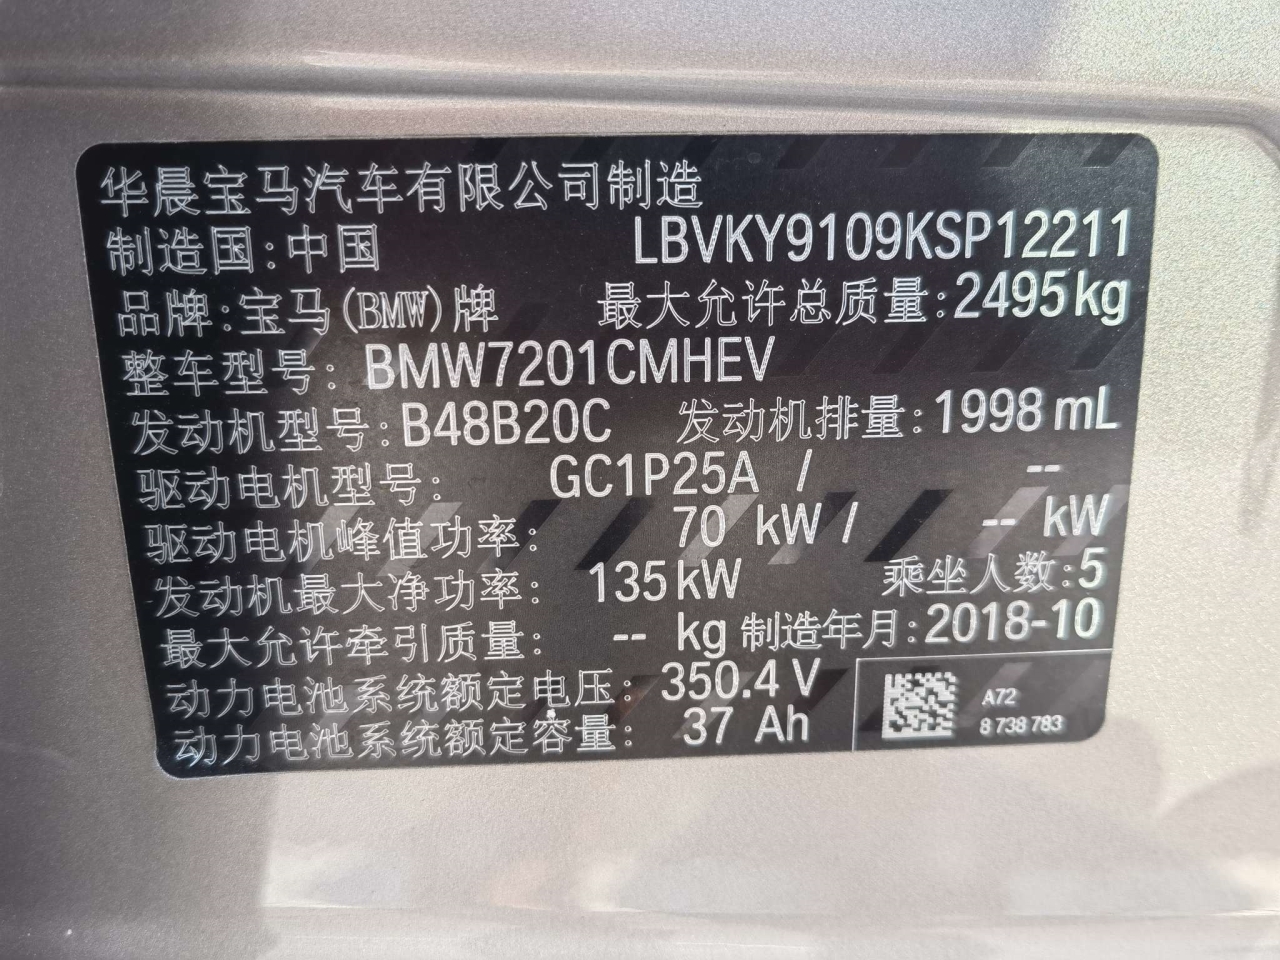 华晨宝马汽车有限公司制造
制造国:中国 LBVKY9109KSP12211
品牌:宝马(BMW)牌 最大允许总质量:2495kg
整车型号: BMW7201CMHEV
发动机型号:B48B20C 发动机排量:1998 mL
驱动电机型号: GC1P25A / --
驱动电机峰值功率: 70 kW / -- kW
发动机最大净功率: 135kW 乘坐人数:5
最大允许牵引质量: -- kg 制造年月:2018-10
动力电池系统额定电压: 350.4 V
动力电池系统额定容量: 37 Ah
A72
8 738 783